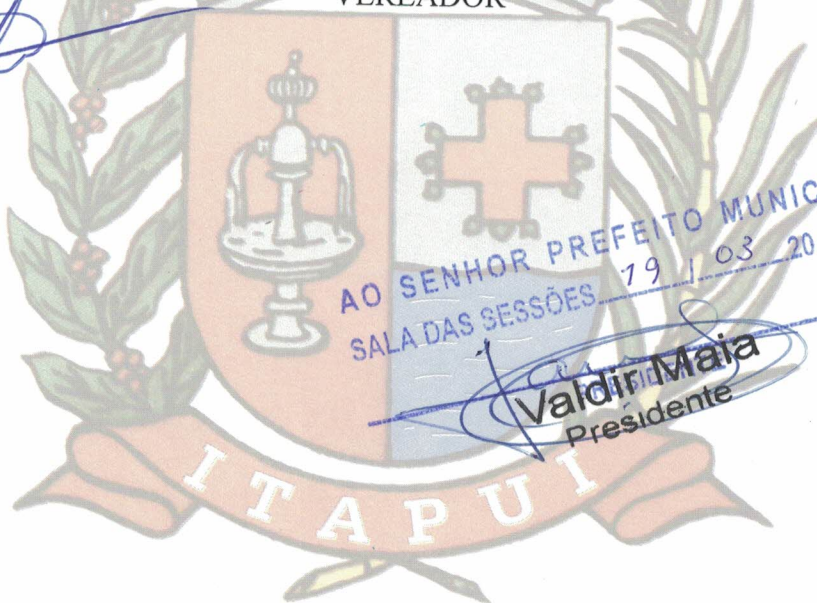 VEREADOR
AO SENHOR PREFEITO MUNIC
SALA DAS SESSÕES 19 / 03 20
Valdir Maia
Presidente
ITAPUI